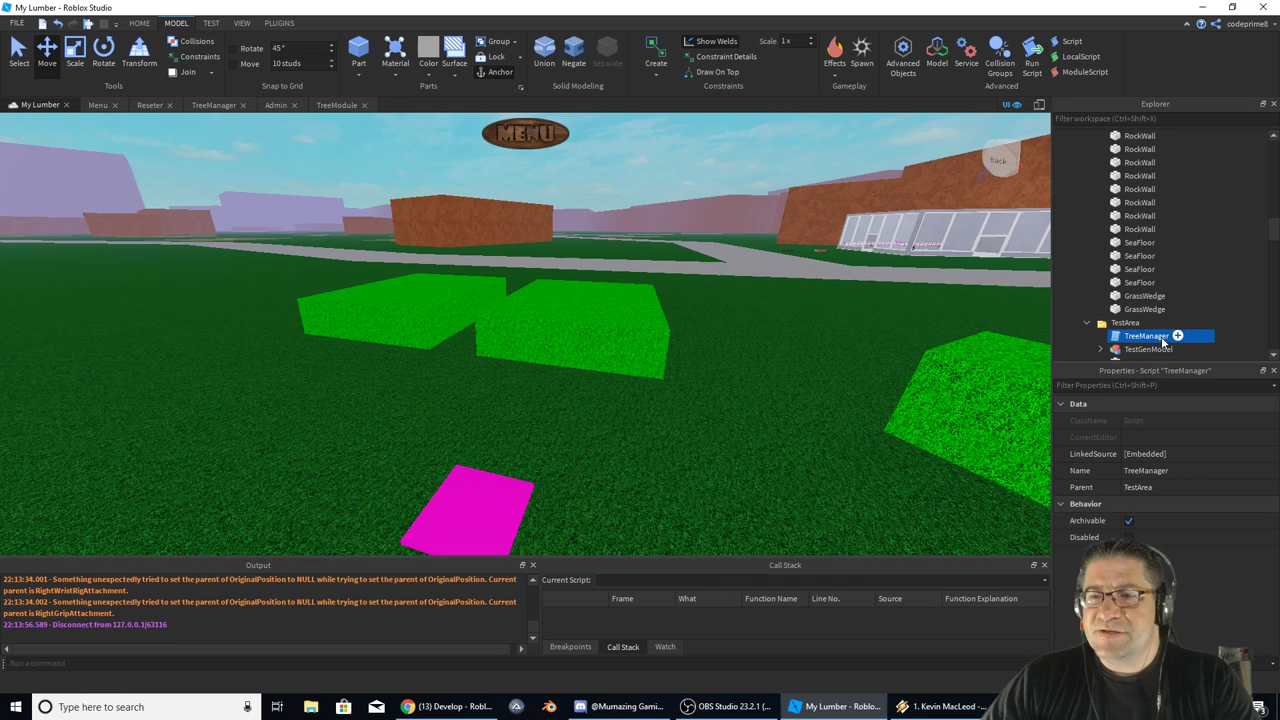 My Lumber - Roblox Studio
FILE HOME MODEL TEST VIEW PLUGINS codeprime8
Select Move Scale Rotate Transform
Collisions
Constraints
Join
Tools
Rotate 45°
Move 10 studs
Snap to Grid
Part Material Color Surface
Group
Lock
Anchor
Parts
Union Negate Separate
Solid Modeling
Create
Show Welds Scale 1 x
Constraint Details
Draw On Top
Constraints
Effects Spawn
Gameplay
Advanced Objects Model Service Collision Groups Run Script
Advanced
Script
LocalScript
ModuleScript
My Lumber Menu Reseter TreeManager Admin TreeModule UI
MENU
Back
Explorer
Filter workspace (Ctrl+Shift+X)
RockWall
RockWall
RockWall
RockWall
RockWall
RockWall
RockWall
RockWall
SeaFloor
SeaFloor
SeaFloor
SeaFloor
GrassWedge
GrassWedge
TestArea
TreeManager
TestGenModel
Properties - Script "TreeManager"
Filter Properties (Ctrl+Shift+P)
Data
ClassName Script
CurrentEditor
LinkedSource [Embedded]
Name TreeManager
Parent TestArea
Behavior
Archivable
Disabled
Output
22:13:34.001 - Something unexpectedly tried to set the parent of OriginalPosition to NULL while trying to set the parent of OriginalPosition. Current
parent is RightWristRigAttachment.
22:13:34.002 - Something unexpectedly tried to set the parent of OriginalPosition to NULL while trying to set the parent of OriginalPosition. Current
parent is RightGripAttachment.
22:13:56.589 - Disconnect from 127.0.0.1|63116
Call Stack
Current Script:
Frame What Function Name Line No. Source Function Explanation
Breakpoints Call Stack Watch
Run a command
Type here to search
(13) Develop - Robl...
@Mumazing Gami...
OBS Studio 23.2.1 (...
My Lumber - Roblo...
1. Kevin MacLeod - ...